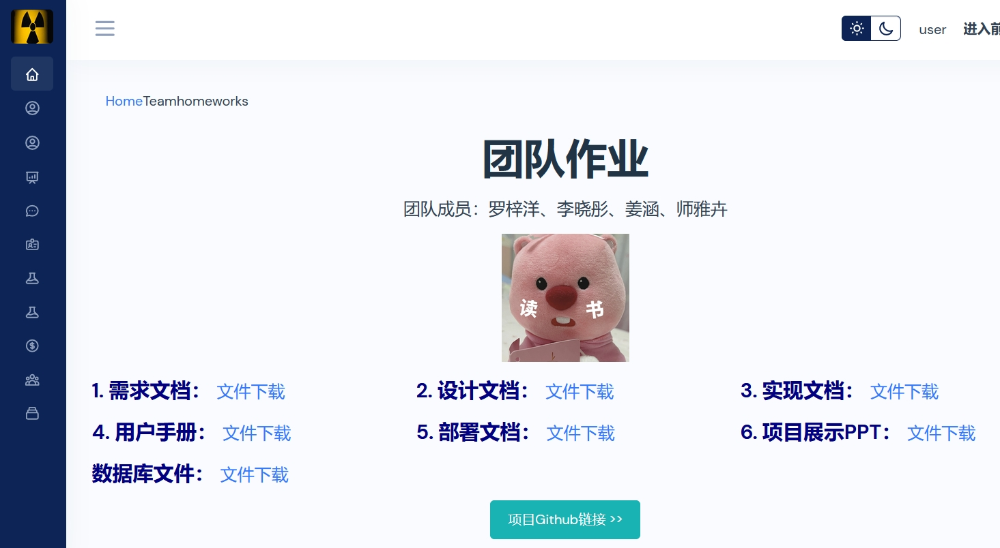 user 进入前
HomeTeamhomeworks
团队作业
团队成员：罗梓洋、李晓彤、姜涵、师雅卉
读 书
1. 需求文档： 文件下载 2. 设计文档： 文件下载 3. 实现文档： 文件下载
4. 用户手册： 文件下载 5. 部署文档： 文件下载 6. 项目展示PPT： 文件下载
数据库文件： 文件下载
项目Github链接 >>